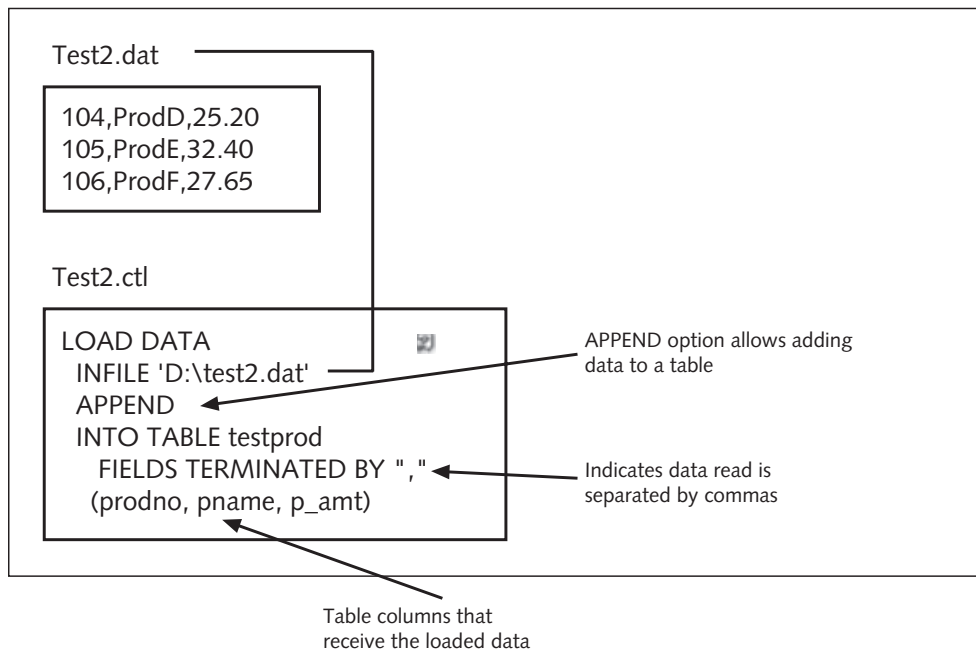 Test2.dat
104,ProdD,25.20
105,ProdE,32.40
106,ProdF,27.65
Test2.ctl
LOAD DATA
INFILE 'D:\test2.dat'
APPEND
INTO TABLE testprod
FIELDS TERMINATED BY ","
(prodno, pname, p_amt)
APPEND option allows adding
data to a table
Indicates data read is
separated by commas
Table columns that
receive the loaded data